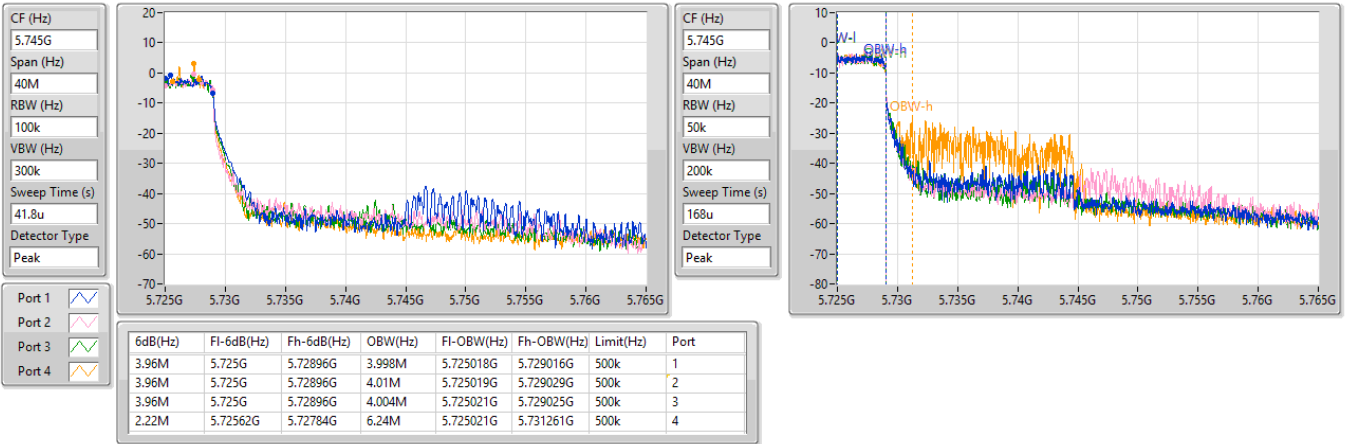 CF (Hz)
5.745G
Span (Hz)
40M
RBW (Hz)
100k
VBW (Hz)
300k
Sweep Time (s)
41.8u
Detector Type
Peak
20
10
0
-10
-20
-30
-40
-50
-60
-70
5.725G 5.73G 5.735G 5.74G 5.745G 5.75G 5.755G 5.76G 5.765G
CF (Hz)
5.745G
Span (Hz)
40M
RBW (Hz)
50k
VBW (Hz)
200k
Sweep Time (s)
168u
Detector Type
Peak
10
0
-10
-20
-30
-40
-50
-60
-70
-80
W-l
OBW-h
OBW-h
5.725G 5.73G 5.735G 5.74G 5.745G 5.75G 5.755G 5.76G 5.765G
Port 1
Port 2
Port 3
Port 4
6dB(Hz) Fl-6dB(Hz) Fh-6dB(Hz) OBW(Hz) Fl-OBW(Hz) Fh-OBW(Hz) Limit(Hz) Port
3.96M 5.725G 5.72896G 3.998M 5.725018G 5.729016G 500k 1
3.96M 5.725G 5.72896G 4.01M 5.725019G 5.729029G 500k 2
3.96M 5.725G 5.72896G 4.004M 5.725021G 5.729025G 500k 3
2.22M 5.72562G 5.72784G 6.24M 5.725021G 5.731261G 500k 4